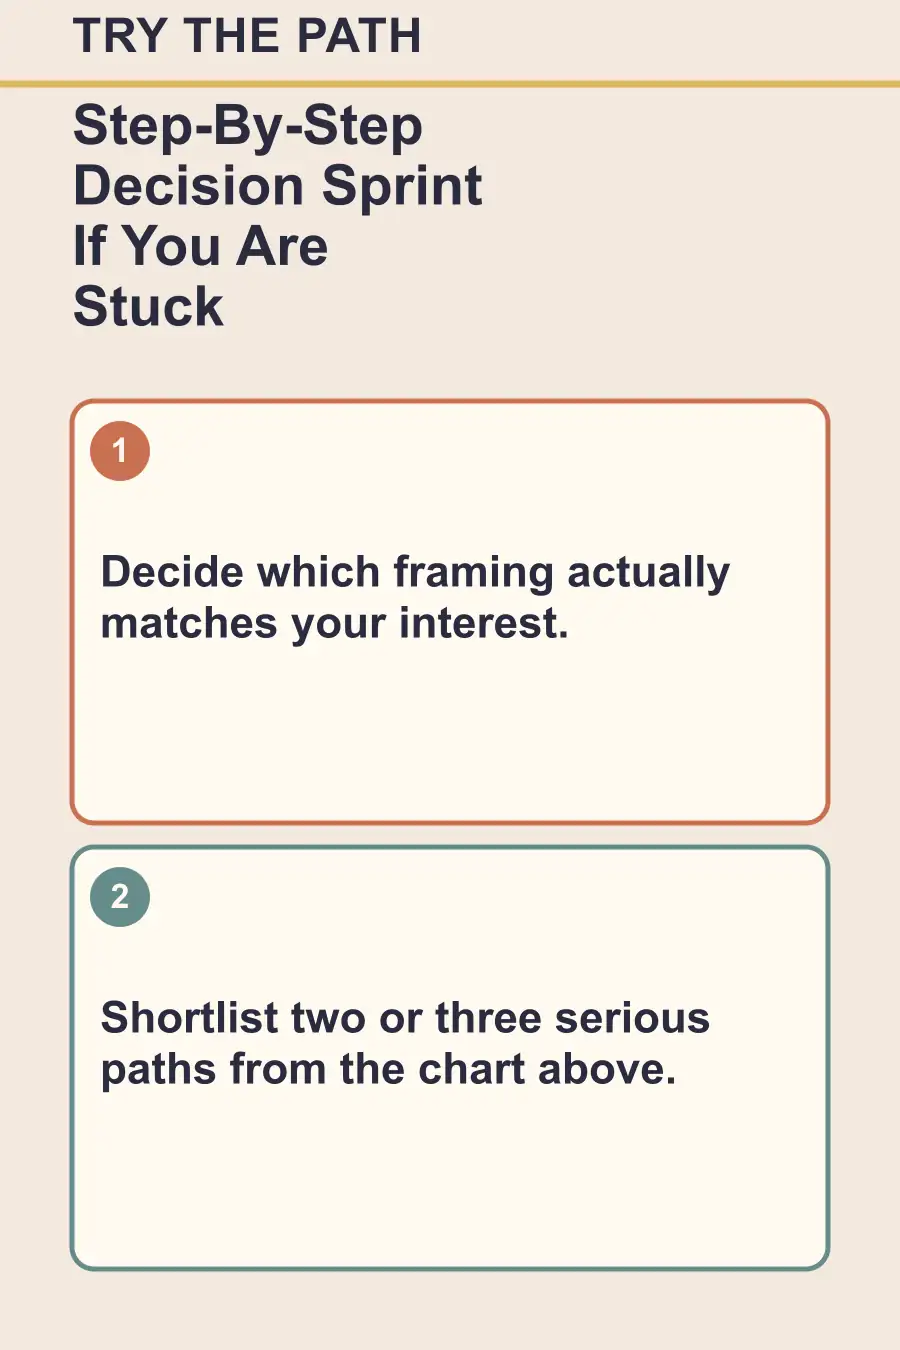 TRY THE PATH
Step-By-Step
Decision Sprint
If You Are
Stuck
1
Decide which framing actually
matches your interest.
2
Shortlist two or three serious
paths from the chart above.